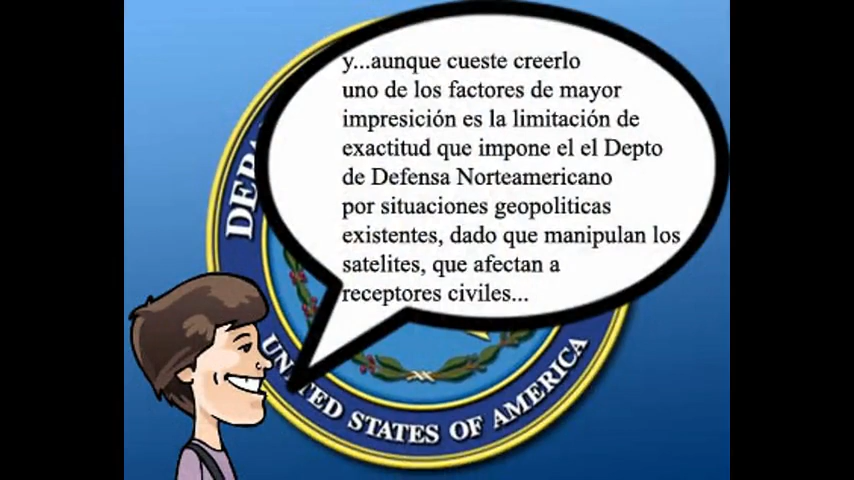 y...aunque cueste creerlo
uno de los factores de mayor
impresición es la limitación de
exactitud que impone el el Depto
de Defensa Norteamericano
por situaciones geopoliticas
existentes, dado que manipulan los
satelites, que afectan a
receptores civiles...
UNITED STATES OF AMERICA